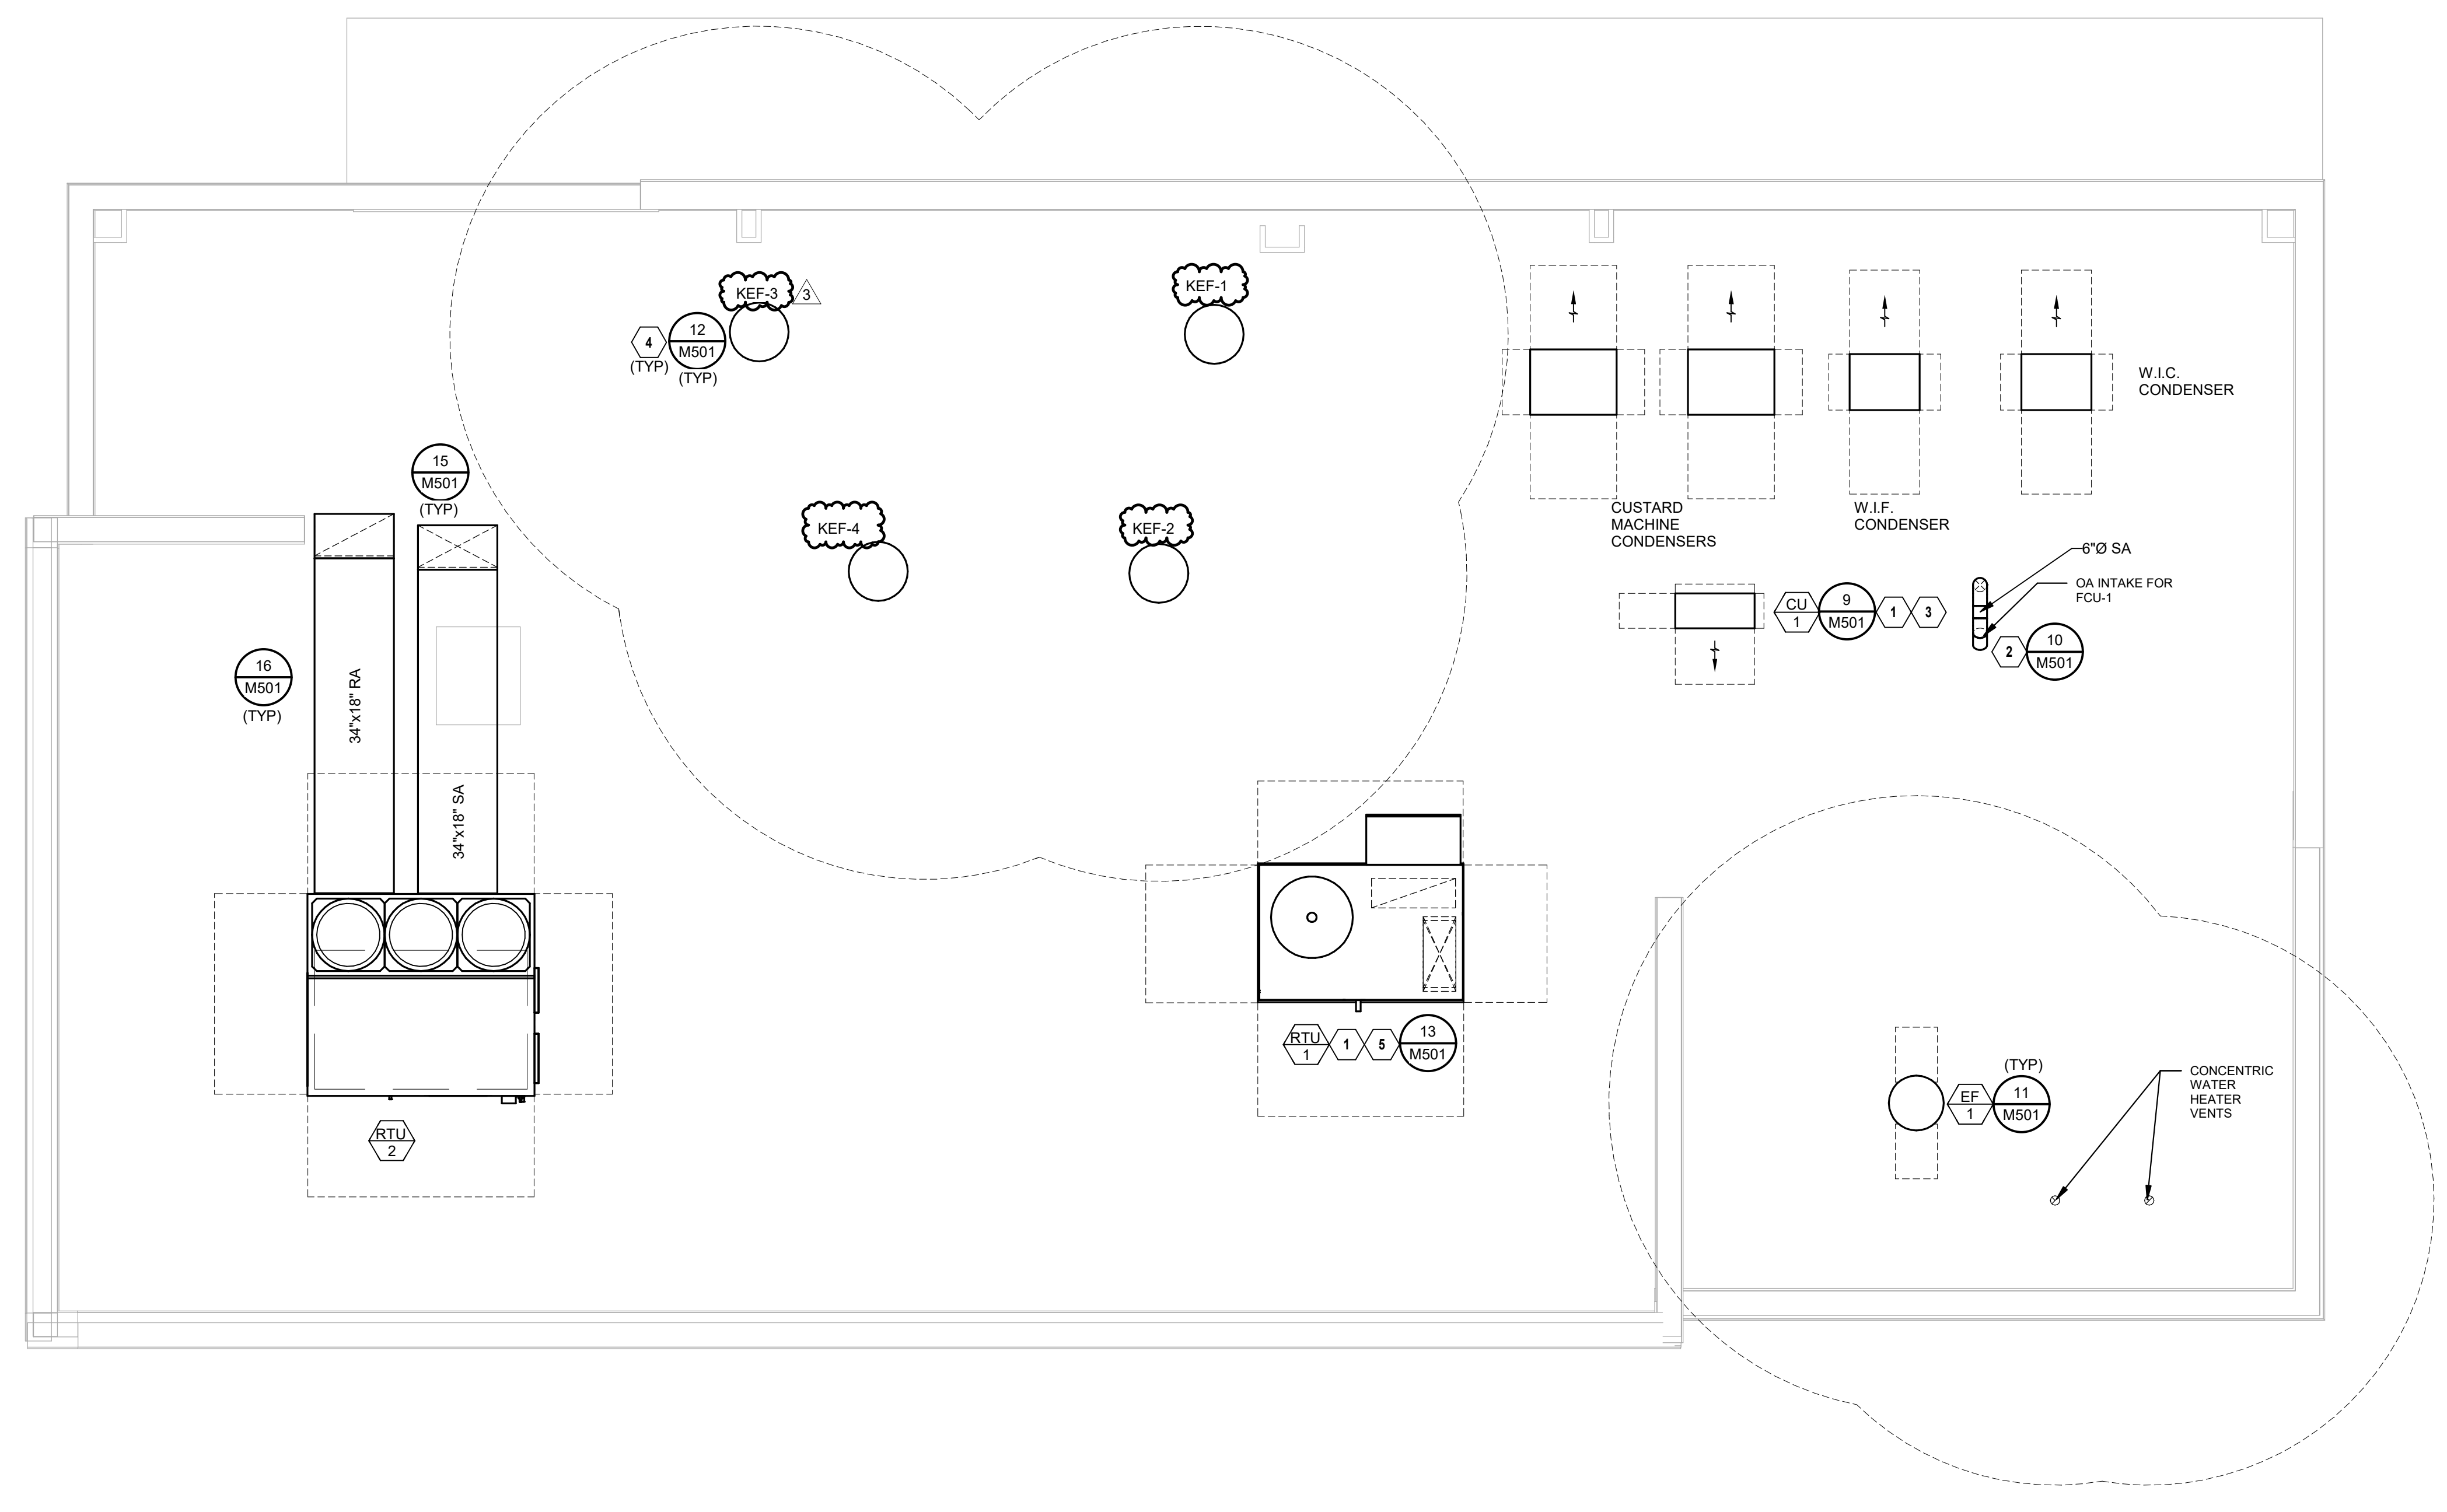 KEF-3
3
KEF-1
4
(TYP)
12
M501
(TYP)
W.I.C.
CONDENSER
15
M501
(TYP)
KEF-4
KEF-2
CUSTARD
MACHINE
CONDENSERS
W.I.F.
CONDENSER
6"Ø SA
OA INTAKE FOR
FCU-1
CU
1
9
M501
1
3
2
10
M501
16
M501
(TYP)
34"x18" RA
34"x18" SA
RTU
1
1
5
13
M501
RTU
2
(TYP)
EF
1
11
M501
CONCENTRIC
WATER
HEATER
VENTS